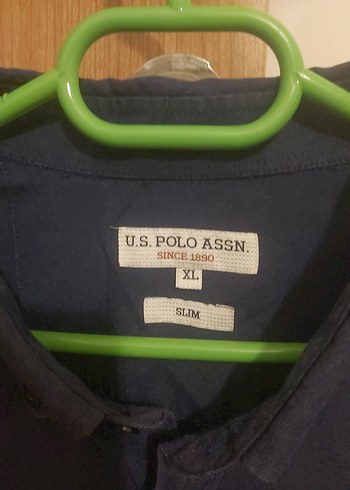 U.S. POLO ASSN.
SINCE 1890
XL
SLIM